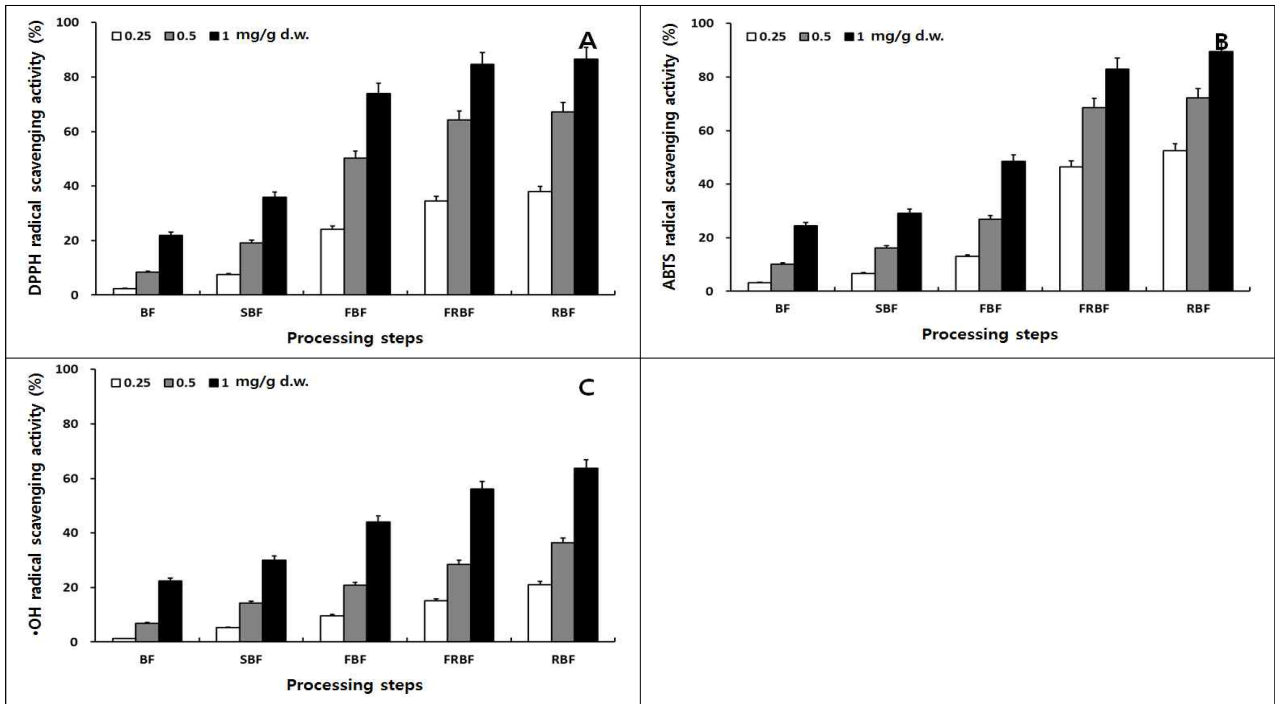 100
80
60
40
20
0
DPPH radical scavenging activity (%)
0.25 0.5 1 mg/g d.w.
A
BF SBF FBF FRBF RBF
Processing steps
100
80
60
40
20
0
ABTS radical scavenging activity (%)
0.25 0.5 1 mg/g d.w.
B
BF SBF FBF FRBF RBF
Processing steps
100
80
60
40
20
0
•OH radical scavenging activity (%)
0.25 0.5 1 mg/g d.w.
C
BF SBF FBF FRBF RBF
Processing steps